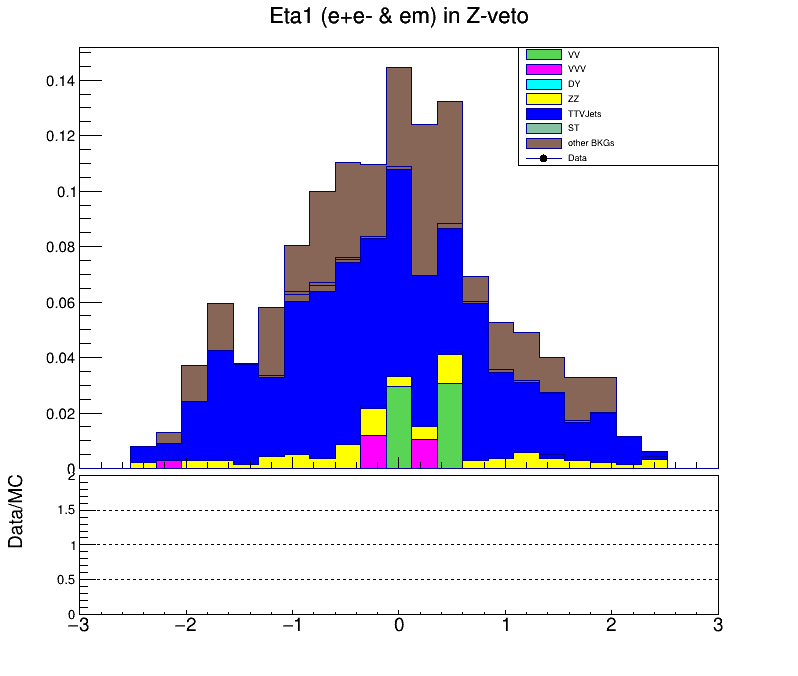 Eta1 (e+e- & em) in Z-veto
VV
VVV
DY
ZZ
TTVJets
ST
other BKGs
Data
0.14
0.12
0.1
0.08
0.06
0.04
0.02
0
Data/MC
2
1.5
1
0.5
0
−3 −2 −1 0 1 2 3